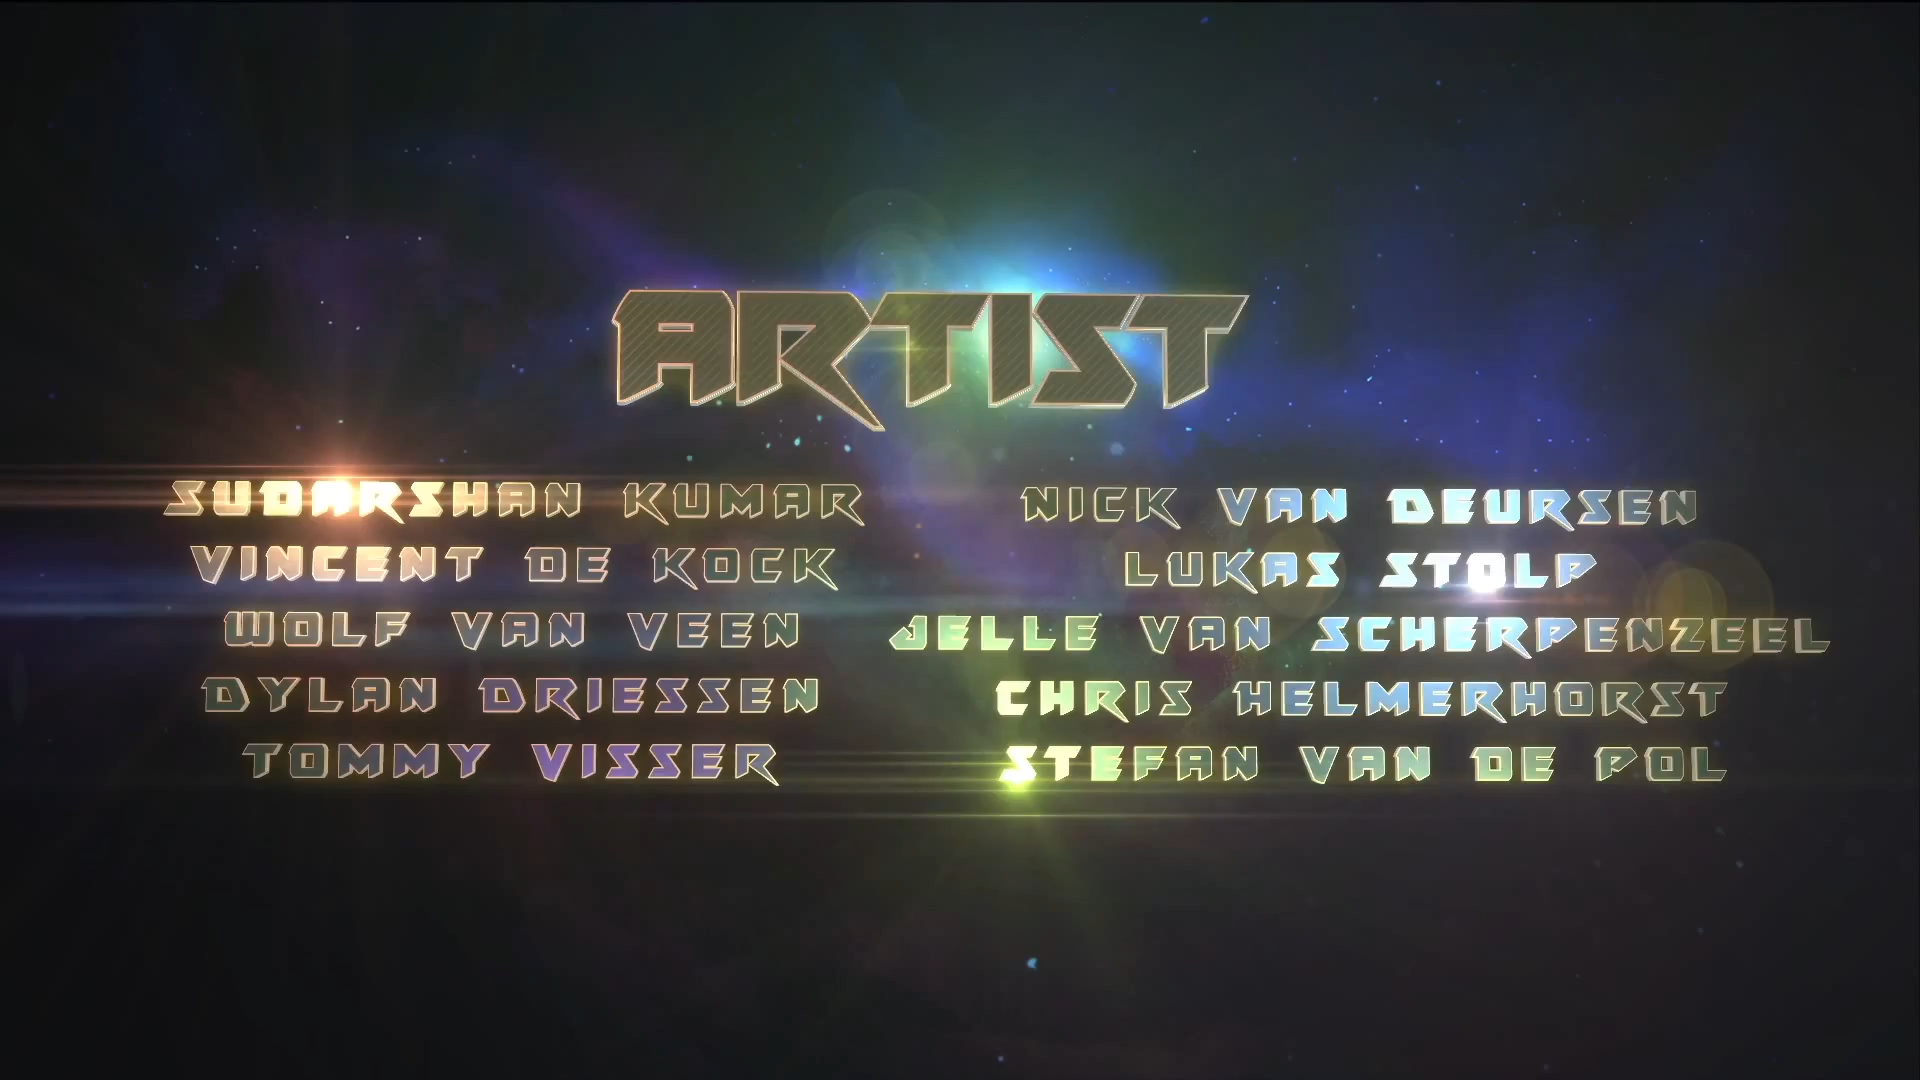 ARTIST
SUDARSHAN KUMAR
VINCENT DE KOCK
WOLF VAN VEEN
DYLAN DRIESSEN
TOMMY VISSER
NICK VAN DEURSEN
LUKAS STOLP
JELLE VAN SCHERPENZEEL
CHRIS HELMERHORST
STEFAN VAN DE POL